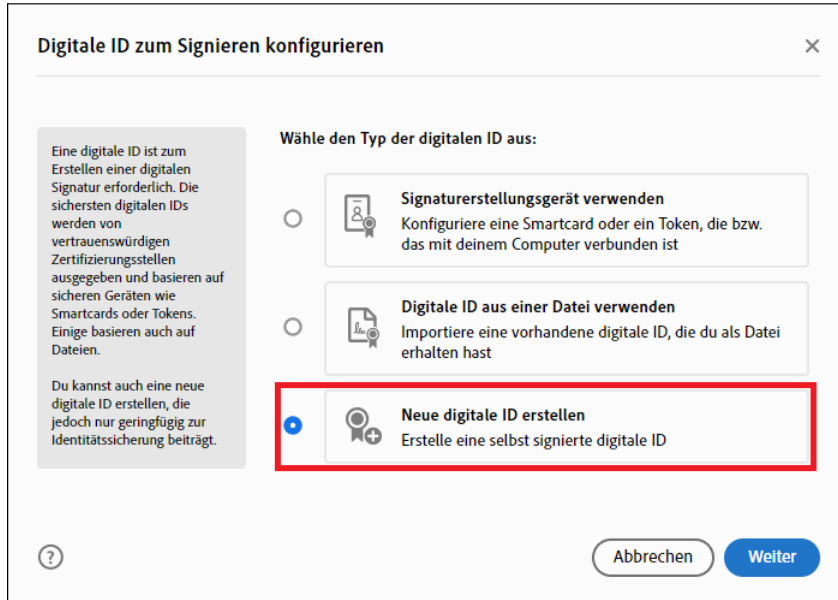 Digitale ID zum Signieren konfigurieren
Eine digitale ID ist zum
Erstellen einer digitalen
Signatur erforderlich. Die
sichersten digitalen IDs
werden von
vertrauenswürdigen
Zertifizierungsstellen
ausgegeben und basieren auf
sicheren Geräten wie
Smartcards oder Tokens.
Einige basieren auch auf
Dateien.
Du kannst auch eine neue
digitale ID erstellen, die
jedoch nur geringfügig zur
Identitätssicherung beiträgt.
Wähle den Typ der digitalen ID aus:
Signaturerstellungsgerät verwenden
Konfiguriere eine Smartcard oder ein Token, die bzw.
das mit deinem Computer verbunden ist
Digitale ID aus einer Datei verwenden
Importiere eine vorhandene digitale ID, die du als Datei
erhalten hast
Neue digitale ID erstellen
Erstelle eine selbst signierte digitale ID
?
Abbrechen
Weiter